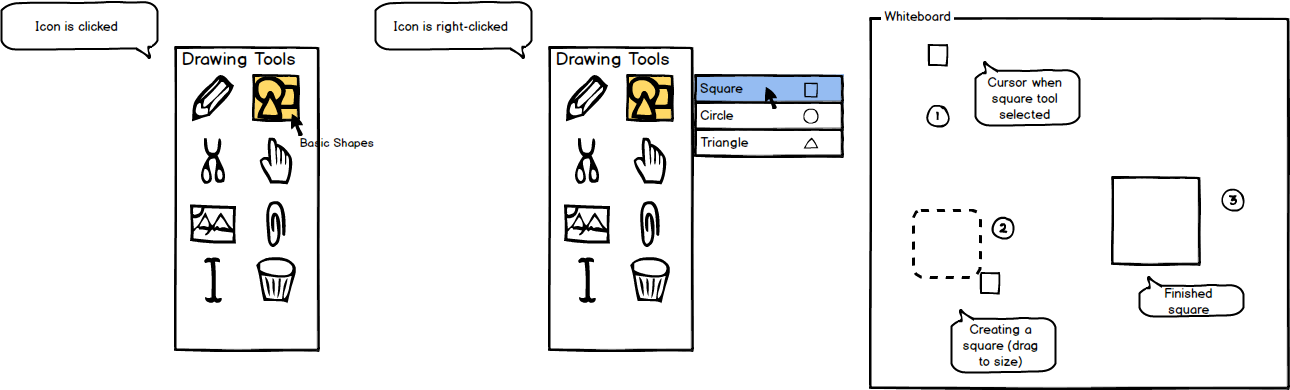 Icon is clicked
Drawing Tools
Basic Shapes
Icon is right-clicked
Drawing Tools
Square
Circle
Triangle
Whiteboard
Cursor when
square tool
selected
1
2
Creating a
square (drag
to size)
3
Finished
square